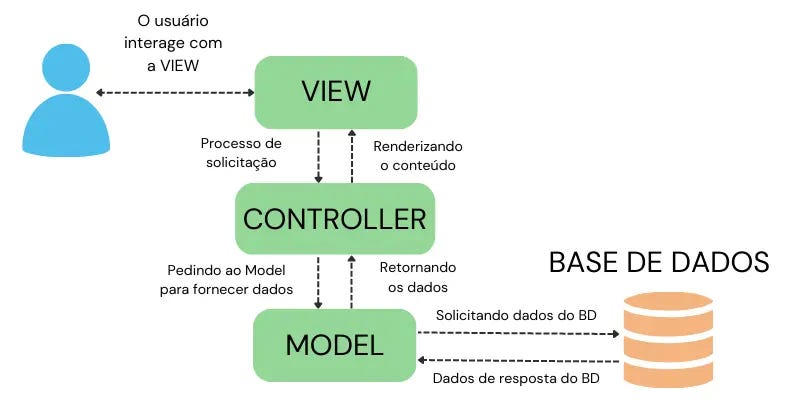 O usuário
interage com
a VIEW
VIEW
Processo de
solicitação
Renderizando
o conteúdo
CONTROLLER
Pedindo ao Model
para fornecer dados
Retornando
os dados
BASE DE DADOS
MODEL
Solicitando dados do BD
Dados de resposta do BD